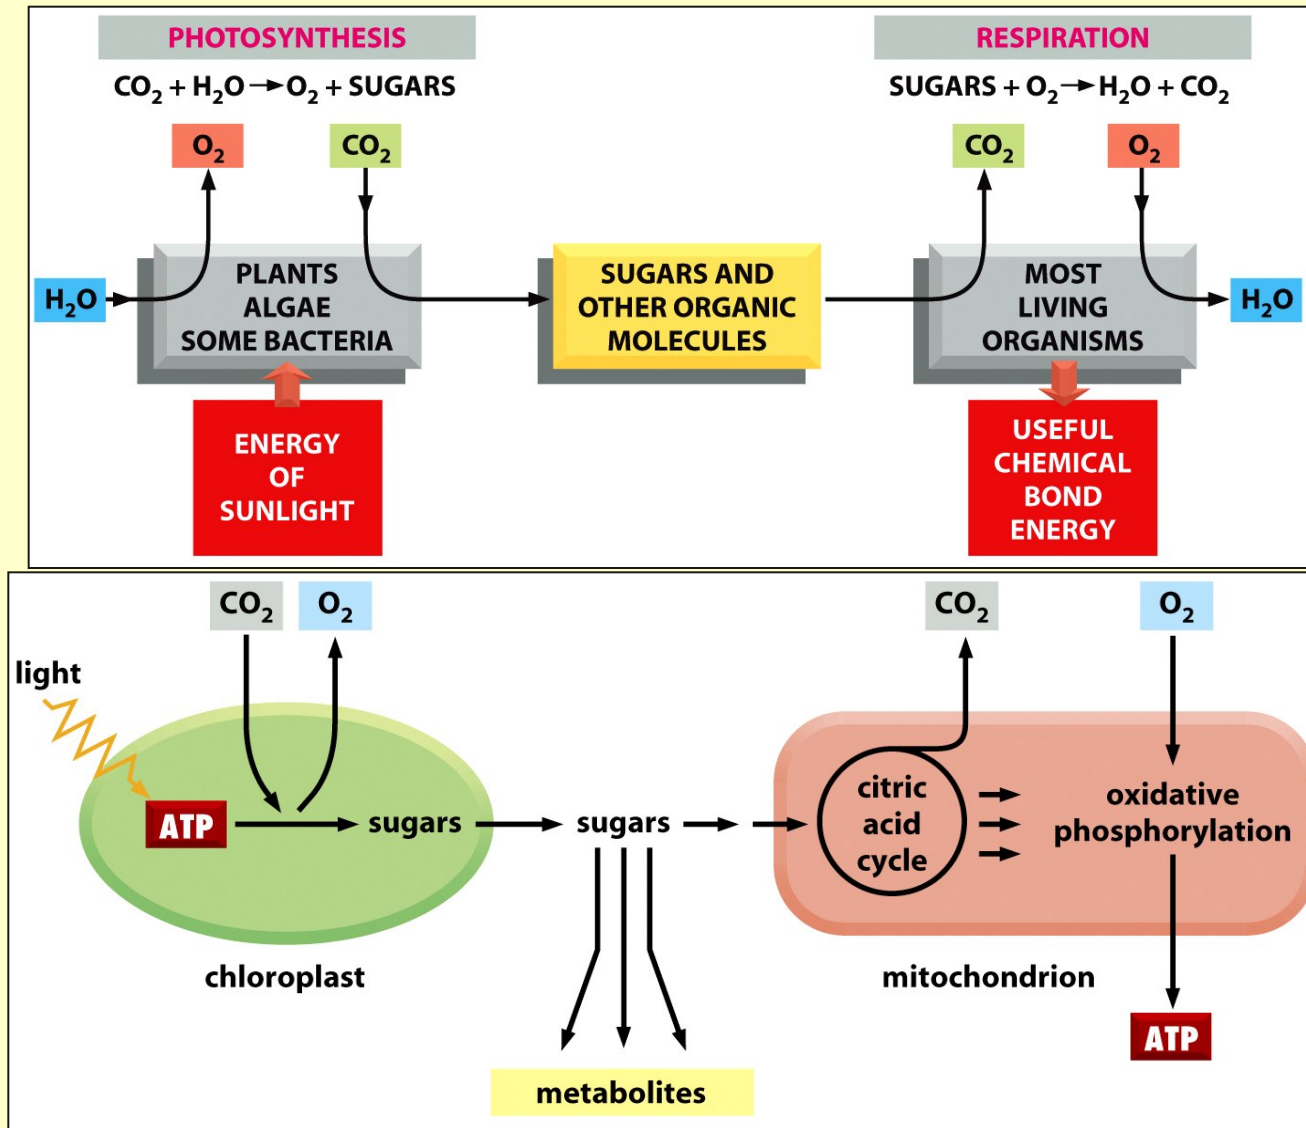 PHOTOSYNTHESIS
CO₂ + H₂O → O₂ + SUGARS
O₂
CO₂
H₂O
PLANTS
ALGAE
SOME BACTERIA
ENERGY
OF
SUNLIGHT
SUGARS AND
OTHER ORGANIC
MOLECULES
RESPIRATION
SUGARS + O₂ → H₂O + CO₂
CO₂
O₂
MOST
LIVING
ORGANISMS
H₂O
USEFUL
CHEMICAL
BOND
ENERGY
CO₂
O₂
light
ATP
sugars
chloroplast
sugars
metabolites
CO₂
O₂
citric
acid
cycle
oxidative
phosphorylation
mitochondrion
ATP